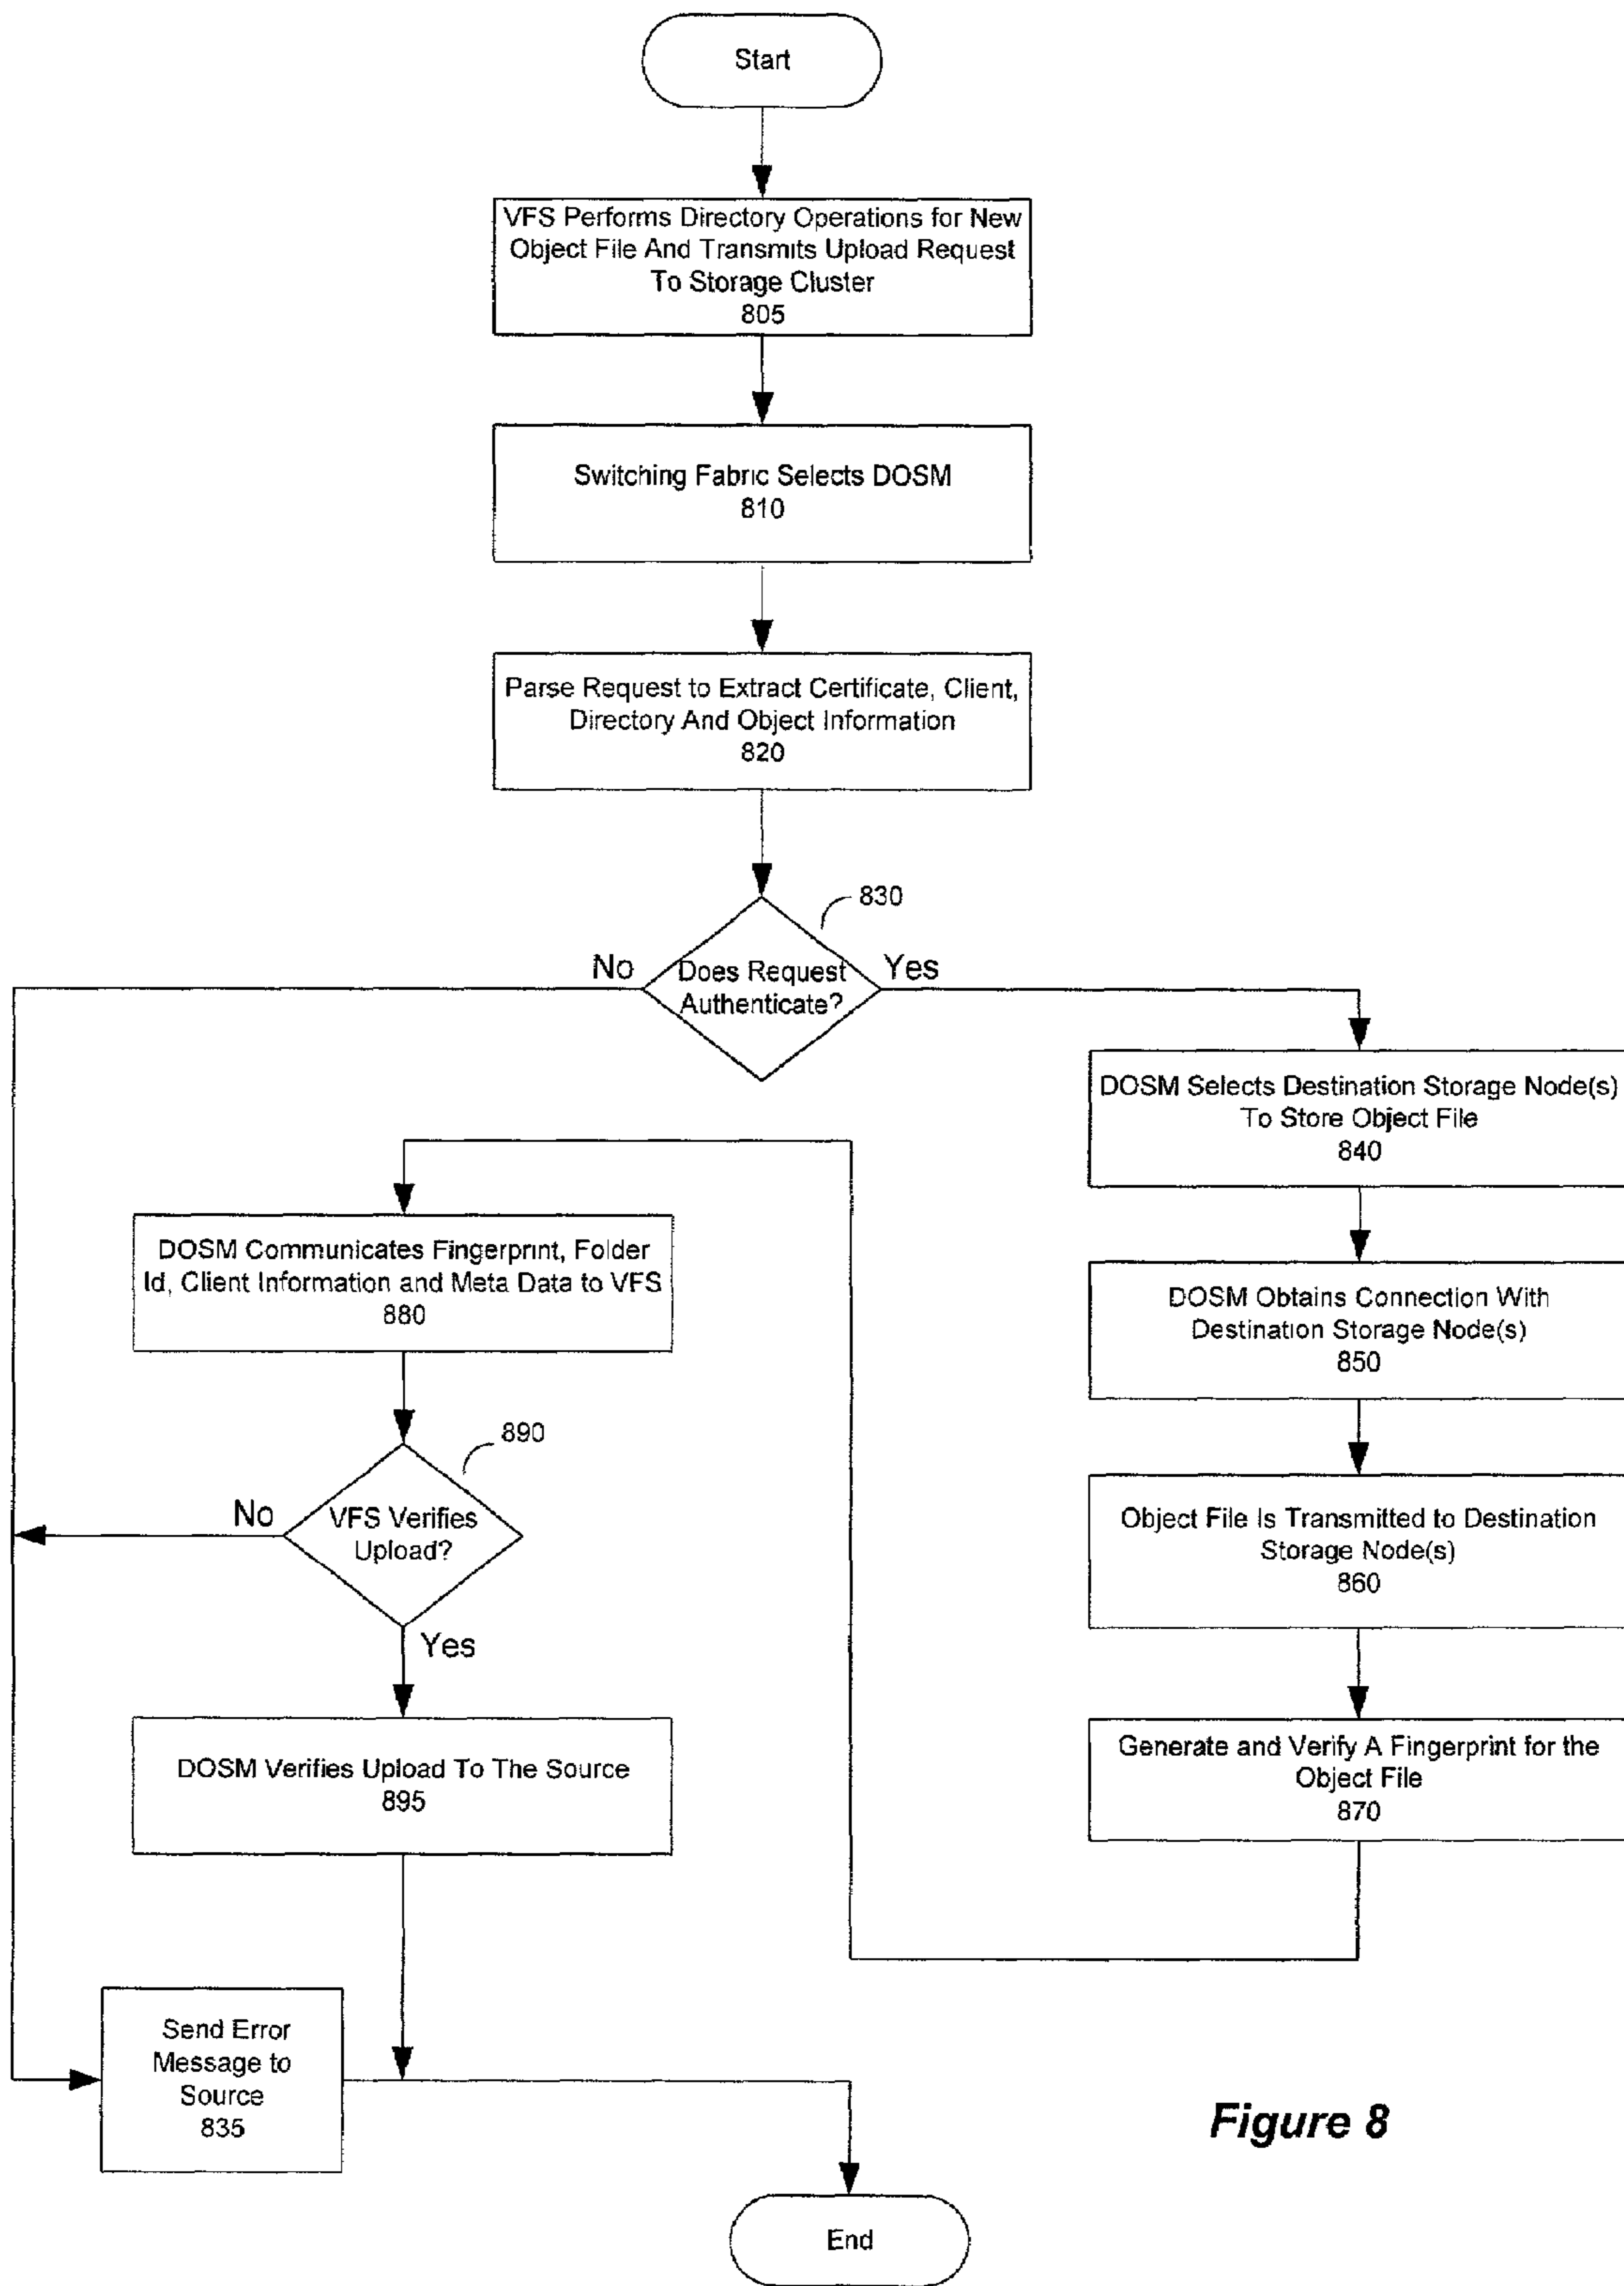 Start
VFS Performs Directory Operations for New
Object File And Transmits Upload Request
To Storage Cluster
805
Switching Fabric Selects DOSM
810
Parse Request to Extract Certificate, Client,
Directory And Object Information
820
830
No
Does Request
Authenticate?
Yes
DOSM Selects Destination Storage Node(s)
To Store Object File
840
DOSM Obtains Connection With
Destination Storage Node(s)
850
Object File Is Transmitted to Destination
Storage Node(s)
860
Generate and Verify A Fingerprint for the
Object File
870
DOSM Communicates Fingerprint, Folder
Id, Client Information and Meta Data to VFS
880
890
No
VFS Verifies
Upload?
Yes
DOSM Verifies Upload To The Source
895
Send Error
Message to
Source
835
End
Figure 8